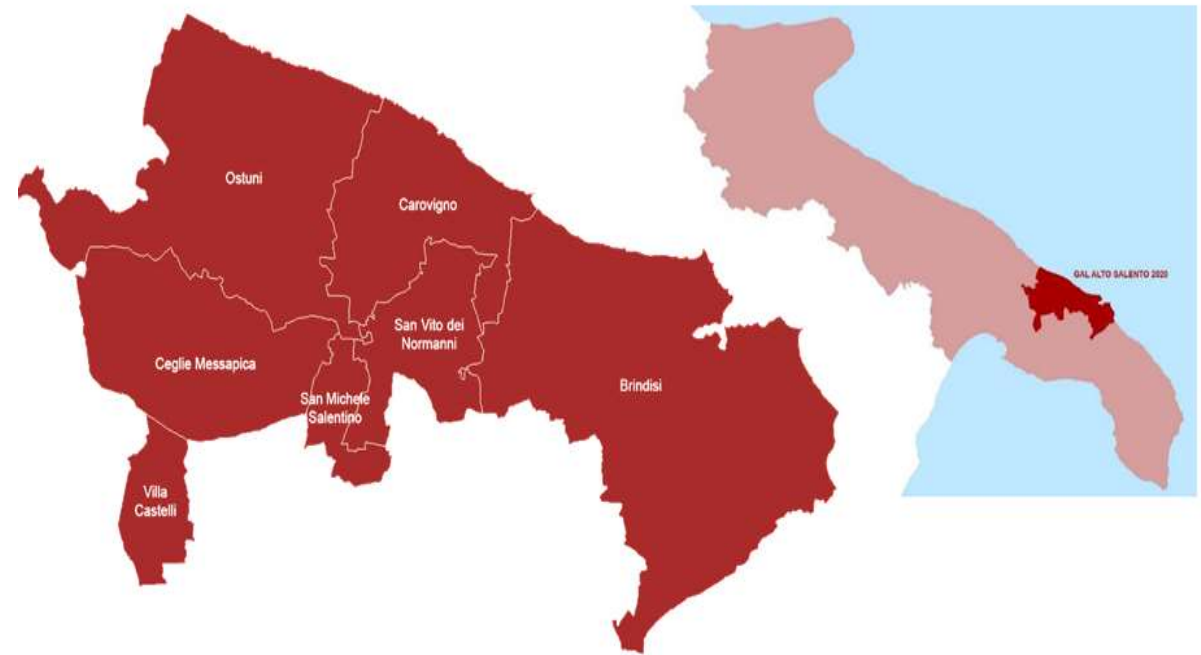 Ostuni
Carovigno
GAL ALTO SALENTO 2020
San Vito dei
Normanni
Ceglie Messapica
Brindisi
San Michele
Salentino
Villa
Castelli